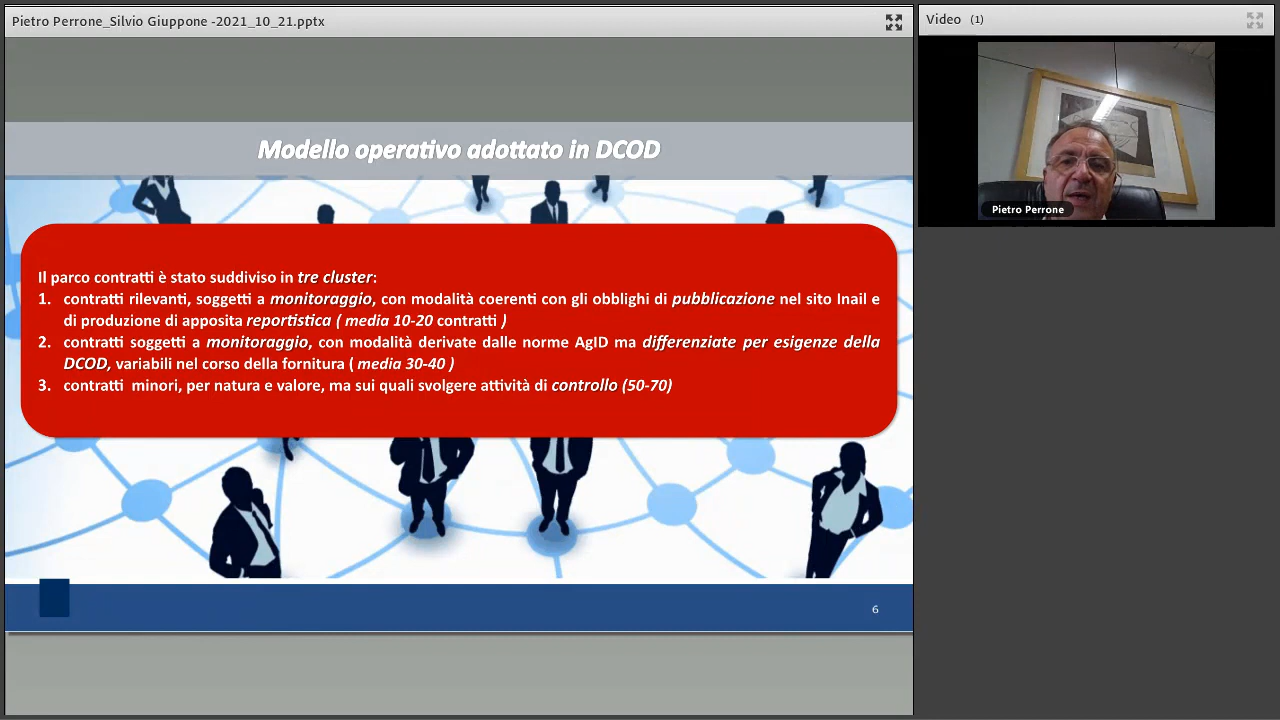 Pietro Perrone_Silvio Giuppone -2021_10_21.pptx
Video (1)
Pietro Perrone
Modello operativo adottato in DCOD
Il parco contratti è stato suddiviso in tre cluster:
1. contratti rilevanti, soggetti a monitoraggio, con modalità coerenti con gli obblighi di pubblicazione nel sito Inail e
di produzione di apposita reportistica ( media 10-20 contratti )
2. contratti soggetti a monitoraggio, con modalità derivate dalle norme AgID ma differenziate per esigenze della
DCOD, variabili nel corso della fornitura ( media 30-40 )
3. contratti minori, per natura e valore, ma sui quali svolgere attività di controllo (50-70)
6